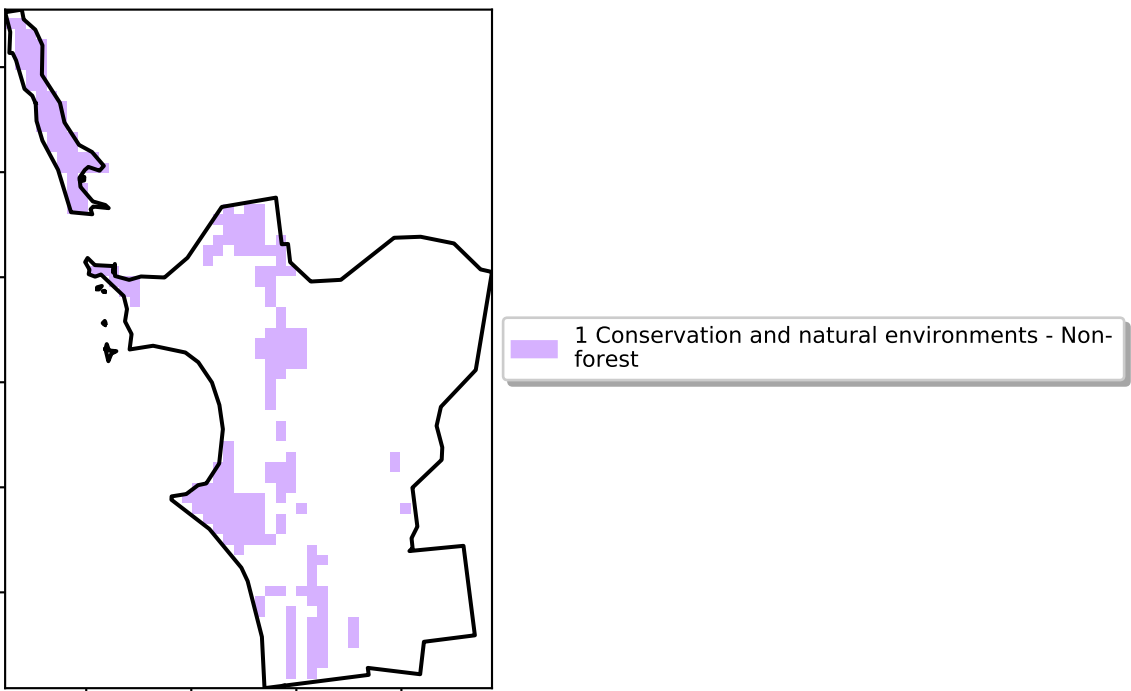 1 Conservation and natural environments - Non-
forest